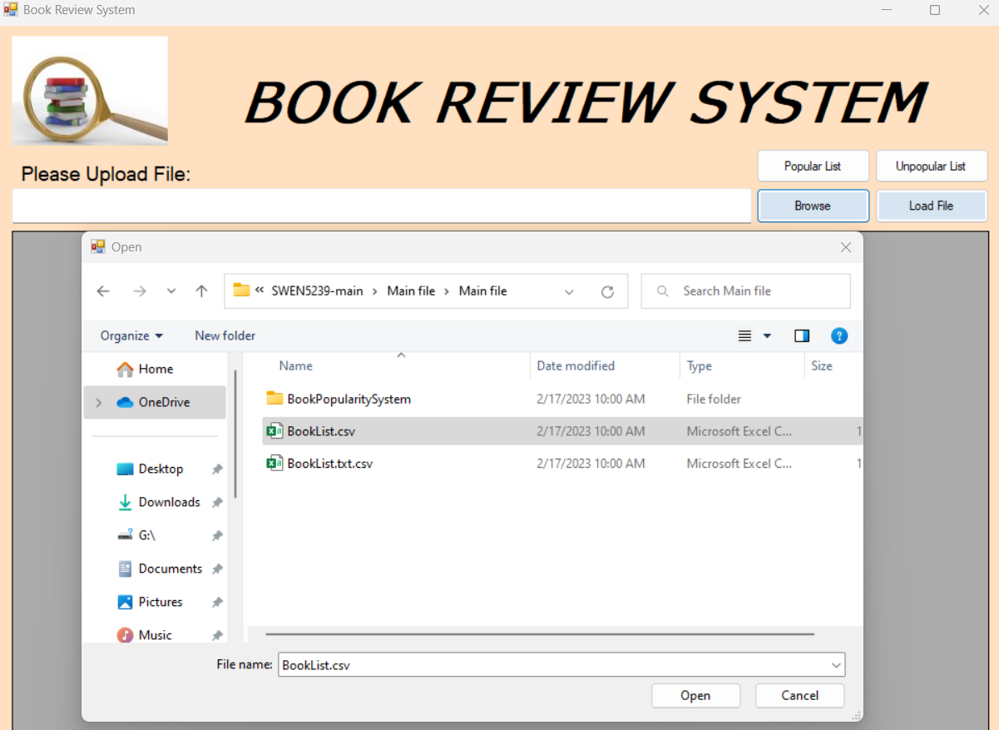 Book Review System
BOOK REVIEW SYSTEM
Please Upload File:
Popular List
Unpopular List
Browse
Load File
Open
« SWEN5239-main › Main file › Main file
Search Main file
Organize
New folder
?
Home
OneDrive
Desktop
Downloads
G:\
Documents
Pictures
Music
Name Date modified Type Size
BookPopularitySystem 2/17/2023 10:00 AM File folder
BookList.csv 2/17/2023 10:00 AM Microsoft Excel C... 1
BookList.txt.csv 2/17/2023 10:00 AM Microsoft Excel C... 1
File name: BookList.csv
Open
Cancel